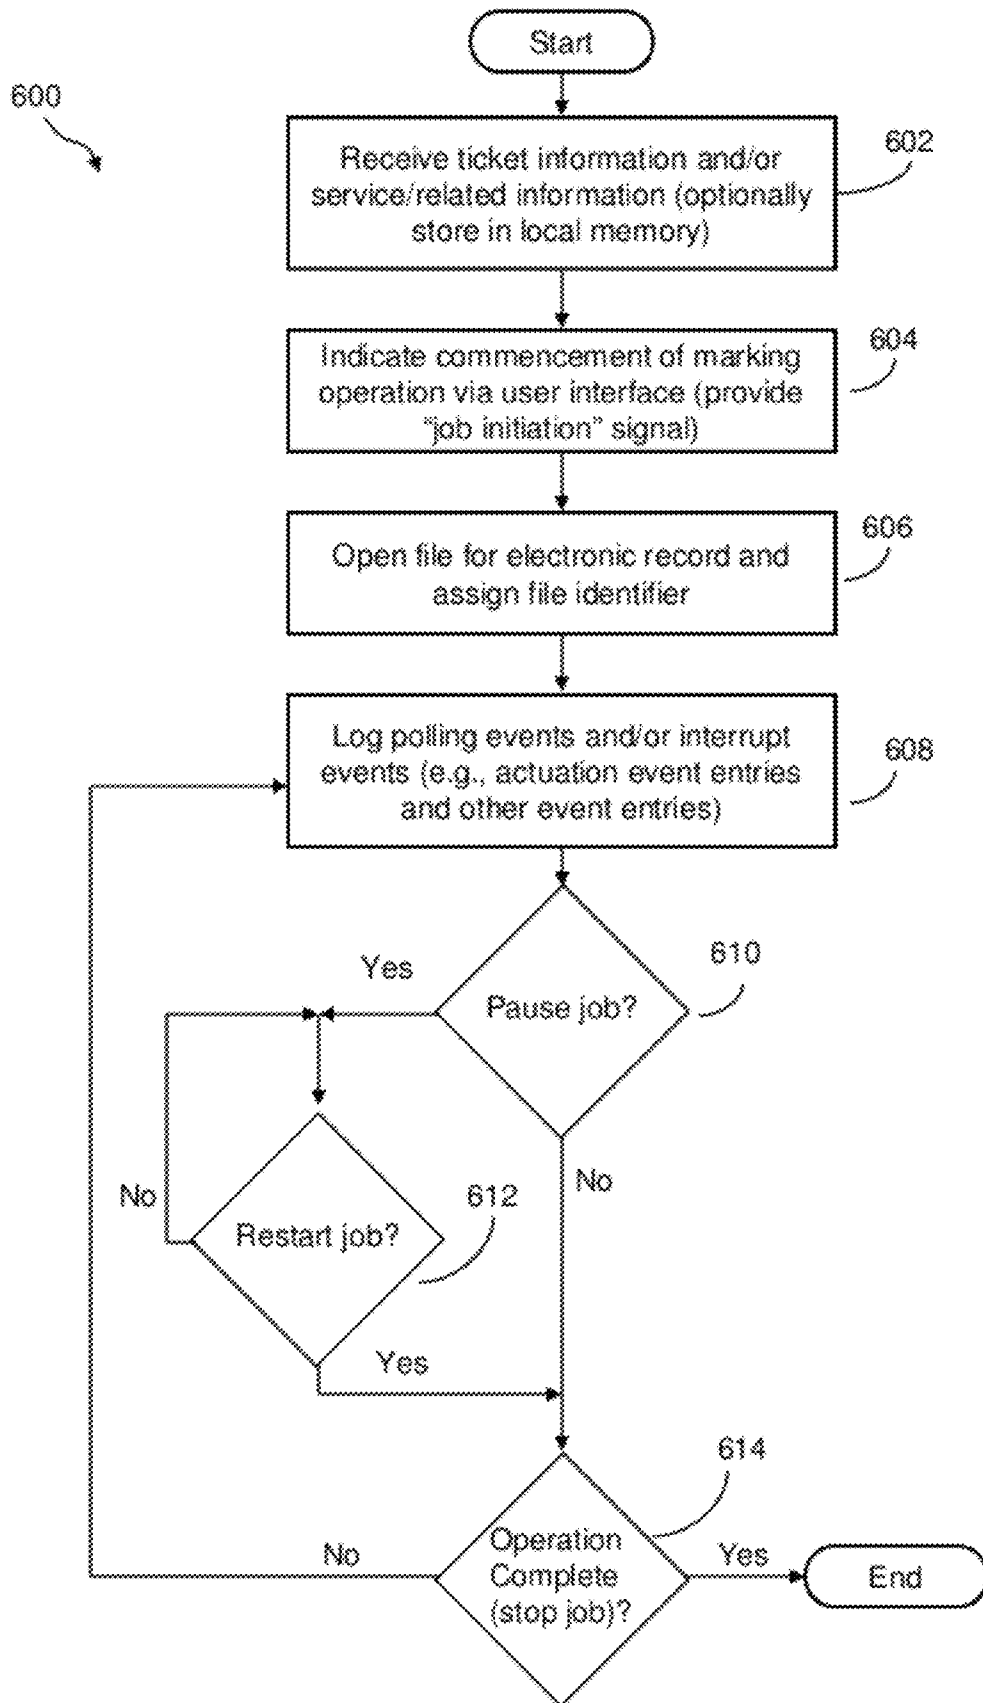 Start
600
Receive ticket information and/or
service/related information (optionally
store in local memory)
602
Indicate commencement of marking
operation via user interface (provide
“job initiation” signal)
604
Open file for electronic record and
assign file identifier
606
Log polling events and/or interrupt
events (e.g., actuation event entries
and other event entries)
608
Pause job?
610
Yes
No
Restart job?
612
No
Yes
Operation
Complete
(stop job)?
614
No
Yes
End